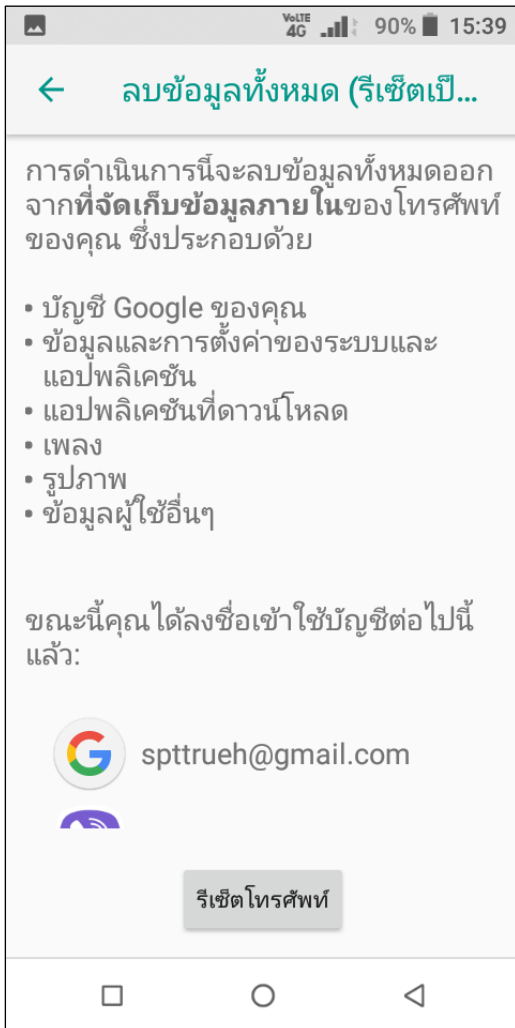 VoLTE
4G 90% 15:39
ลบข้อมูลทั้งหมด (รีเซ็ตเป็...
การดำเนินการนี้จะลบข้อมูลทั้งหมดออก
จากที่จัดเก็บข้อมูลภายในของโทรศัพท์
ของคุณ ซึ่งประกอบด้วย
• บัญชี Google ของคุณ
• ข้อมูลและการตั้งค่าของระบบและ
แอปพลิเคชัน
• แอปพลิเคชันที่ดาวน์โหลด
• เพลง
• รูปภาพ
• ข้อมูลผู้ใช้อื่นๆ
ขณะนี้คุณได้ลงชื่อเข้าใช้บัญชีต่อไปนี้
แล้ว:
spttrueh@gmail.com
รีเซ็ตโทรศัพท์